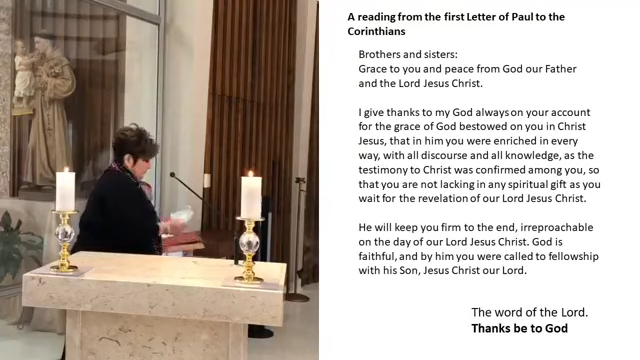 A reading from the first Letter of Paul to the
Corinthians
Brothers and sisters:
Grace to you and peace from God our Father
and the Lord Jesus Christ.
I give thanks to my God always on your account
for the grace of God bestowed on you in Christ
Jesus, that in him you were enriched in every
way, with all discourse and all knowledge, as the
testimony to Christ was confirmed among you, so
that you are not lacking in any spiritual gift as you
wait for the revelation of our Lord Jesus Christ.
He will keep you firm to the end, irreproachable
on the day of our Lord Jesus Christ. God is
faithful, and by him you were called to fellowship
with his Son, Jesus Christ our Lord.
The word of the Lord.
Thanks be to God